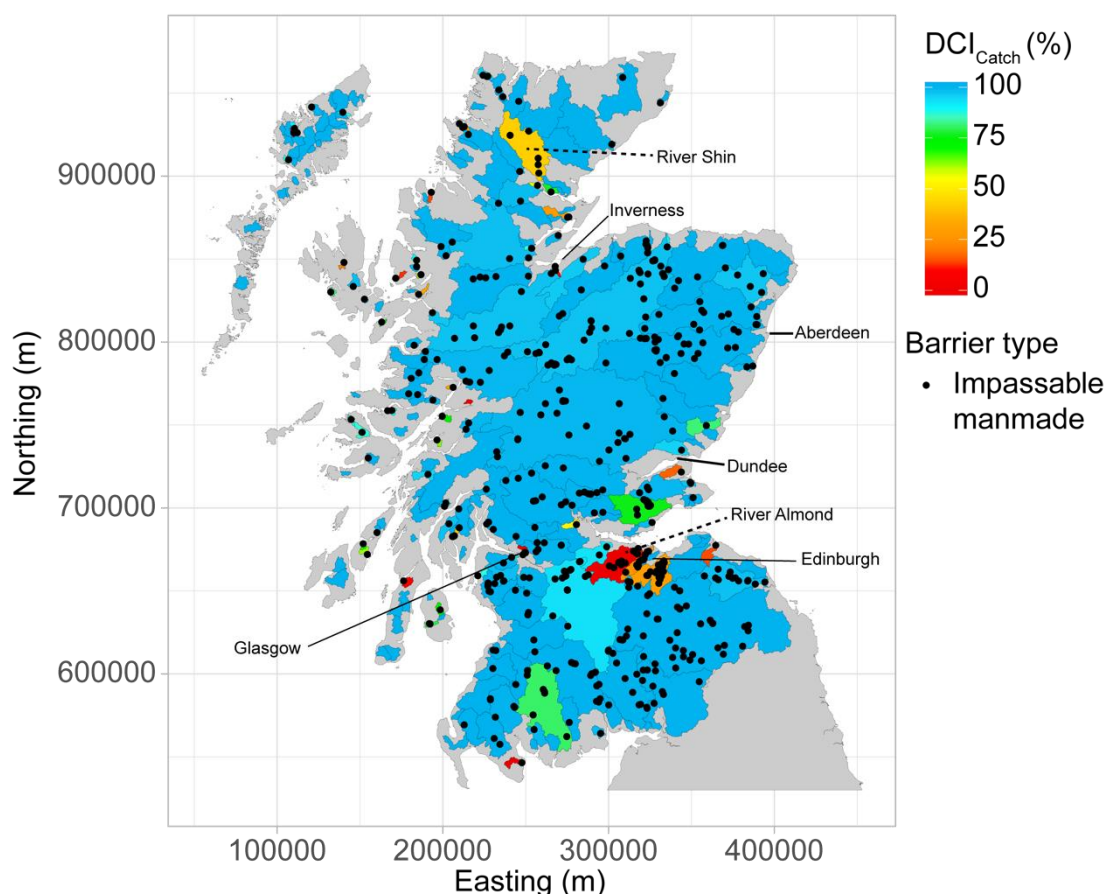 DCICatch (%)
100
75
50
25
0
Barrier type
• Impassable
manmade
Northing (m)
900000
800000
700000
600000
River Shin
Inverness
Aberdeen
Dundee
River Almond
Edinburgh
Glasgow
100000
200000
300000
400000
Easting (m)